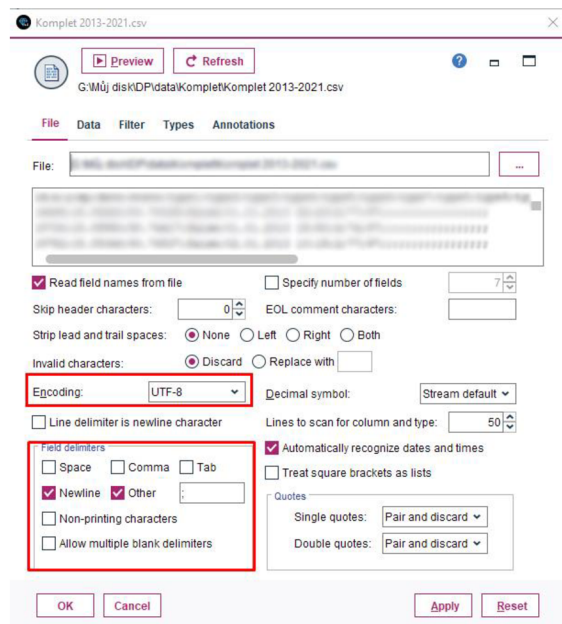 Komplet 2013-2021.csv
Preview Refresh
G:\Můj disk\DP\data\Komplet\Komplet 2013-2021.csv
File Data Filter Types Annotations
File: ...
Read field names from file Specify number of fields 7
Skip header characters: 0 EOL comment characters:
Strip lead and trail spaces: None Left Right Both
Invalid characters: Discard Replace with
Encoding: UTF-8 Decimal symbol: Stream default
Line delimiter is newline character Lines to scan for column and type: 50
Field delimiters Automatically recognize dates and times
Space Comma Tab Treat square brackets as lists
Newline Other ; Quotes
Non-printing characters Single quotes: Pair and discard
Allow multiple blank delimiters Double quotes: Pair and discard
OK Cancel Apply Reset